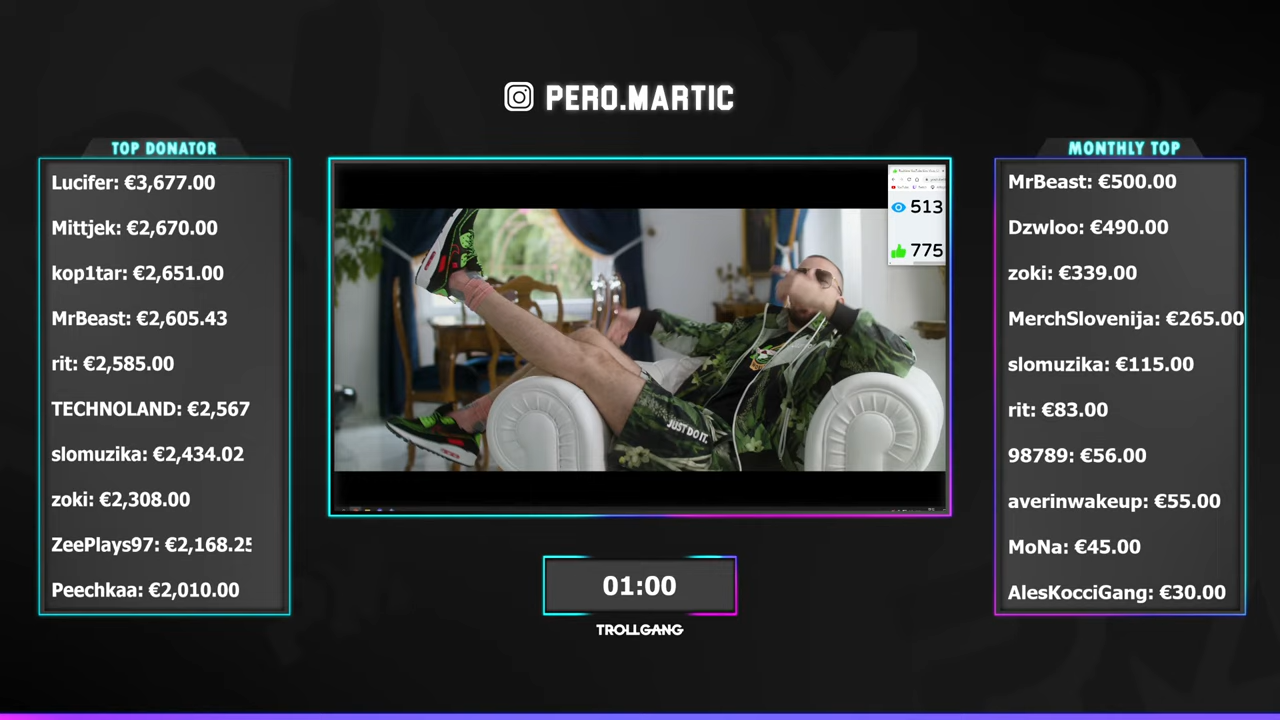 PERO.MARTIC
TOP DONATOR
Lucifer: €3,677.00
Mittjek: €2,670.00
kop1tar: €2,651.00
MrBeast: €2,605.43
rit: €2,585.00
TECHNOLAND: €2,567
slomuzika: €2,434.02
zoki: €2,308.00
ZeePlays97: €2,168.25
Peechkaa: €2,010.00
513
775
JUST DO IT.
01:00
TROLLGANG
MONTHLY TOP
MrBeast: €500.00
Dzwloo: €490.00
zoki: €339.00
MerchSlovenija: €265.00
slomuzika: €115.00
rit: €83.00
98789: €56.00
averinwakeup: €55.00
MoNa: €45.00
AlesKocciGang: €30.00